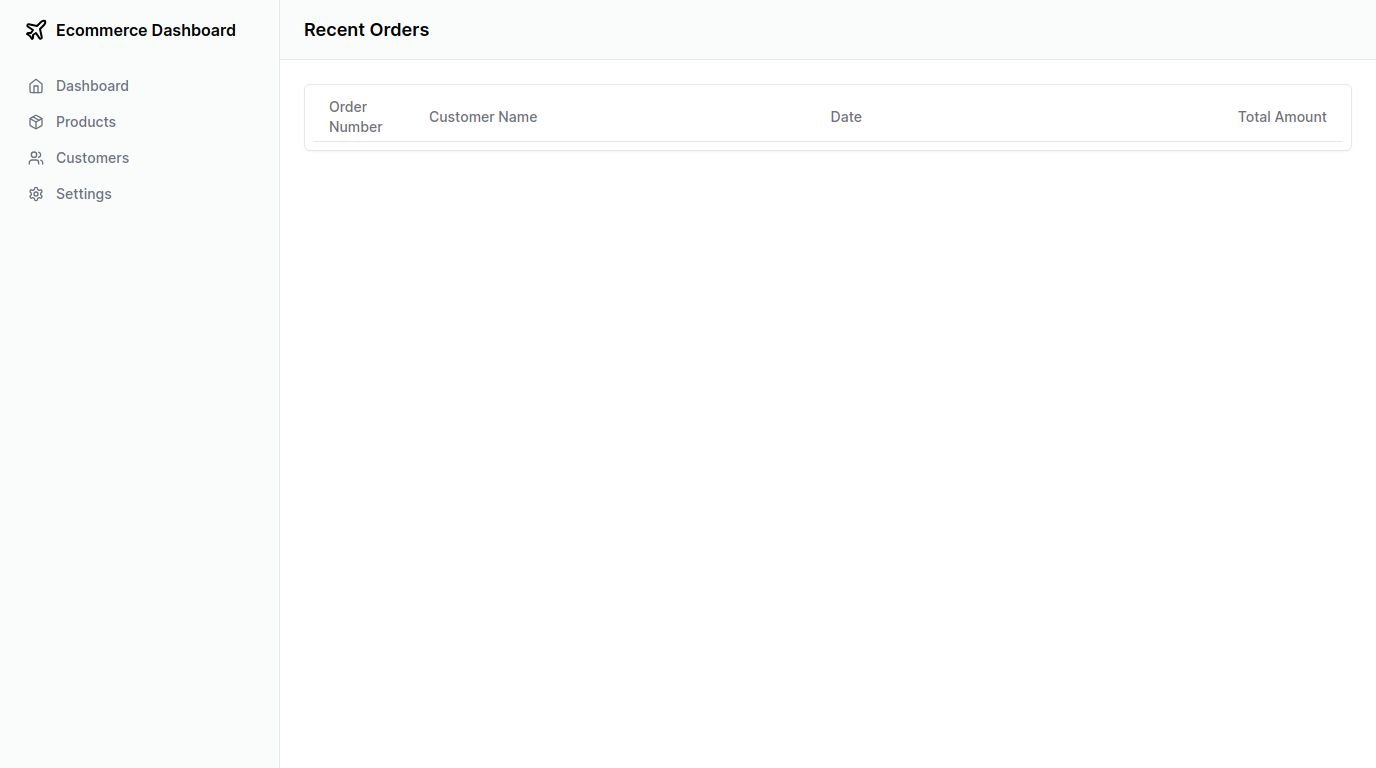 Ecommerce Dashboard
Dashboard
Products
Customers
Settings
Recent Orders
Order
Number
Customer Name
Date
Total Amount